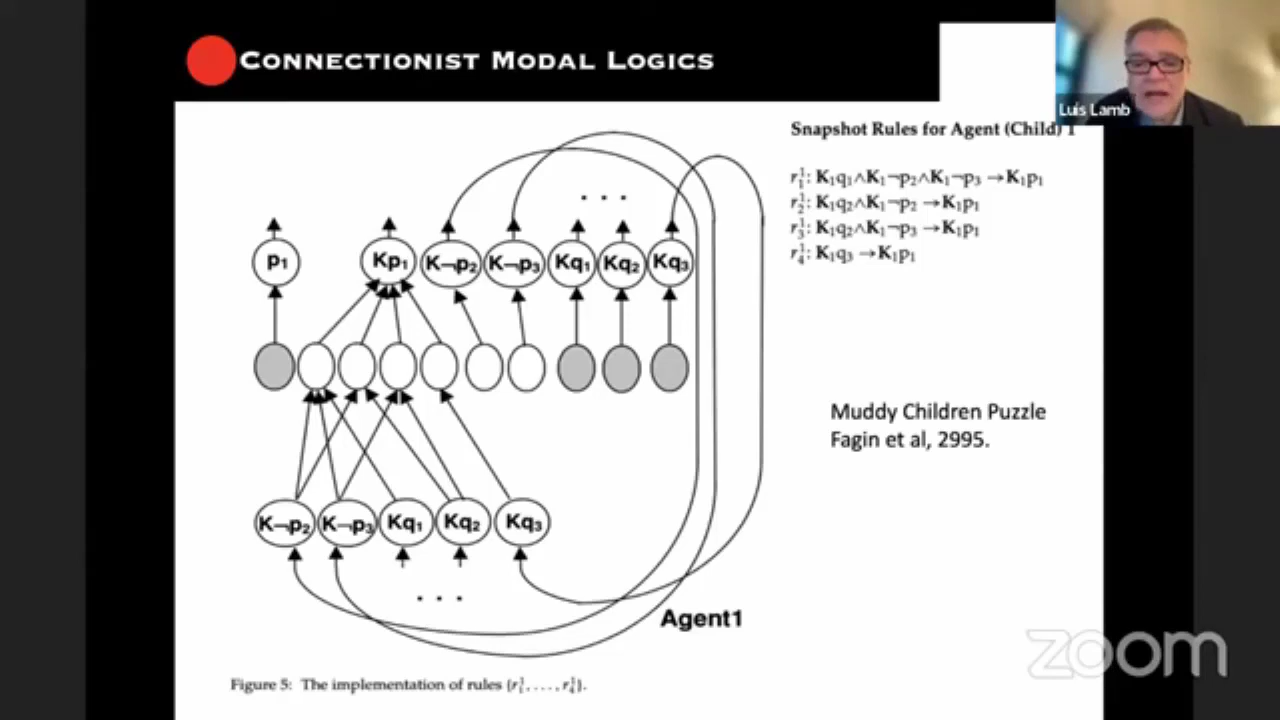 CONNECTIONIST MODAL LOGICS
Luís Lamb
Snapshot Rules for Agent (Child) 1
r₁¹: K₁q₁∧K₁¬p₂∧K₁¬p₃ →K₁p₁
r₂¹: K₁q₂∧K₁¬p₂ →K₁p₁
r₃¹: K₁q₂∧K₁¬p₃ →K₁p₁
r₄¹: K₁q₃ →K₁p₁
. . .
p₁ Kp₁ K¬p₂ K¬p₃ Kq₁ Kq₂ Kq₃
Muddy Children Puzzle
Fagin et al, 2995.
K¬p₂ K¬p₃ Kq₁ Kq₂ Kq₃
. . .
Agent1
zoom
Figure 5: The implementation of rules {r₁¹, . . . , r₄¹}.